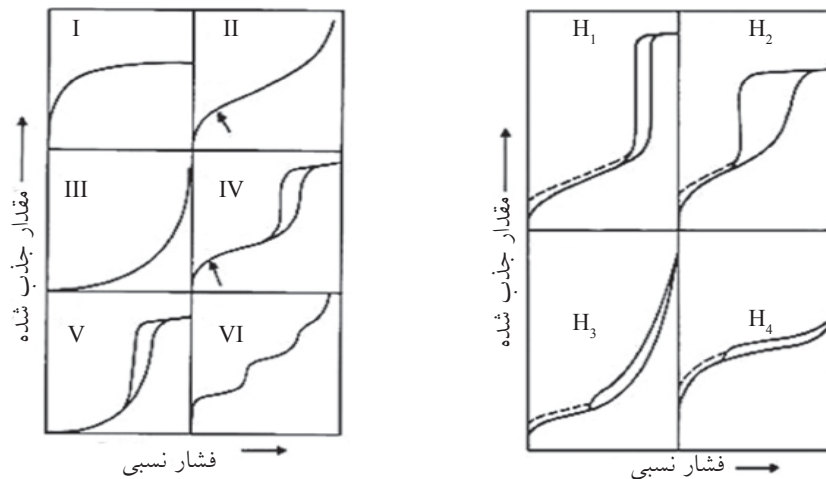 I
II
III
IV
V
VI
مقدار جذب شده
فشار نسبی
H₁
H₂
H₃
H₄
مقدار جذب شده
فشار نسبی